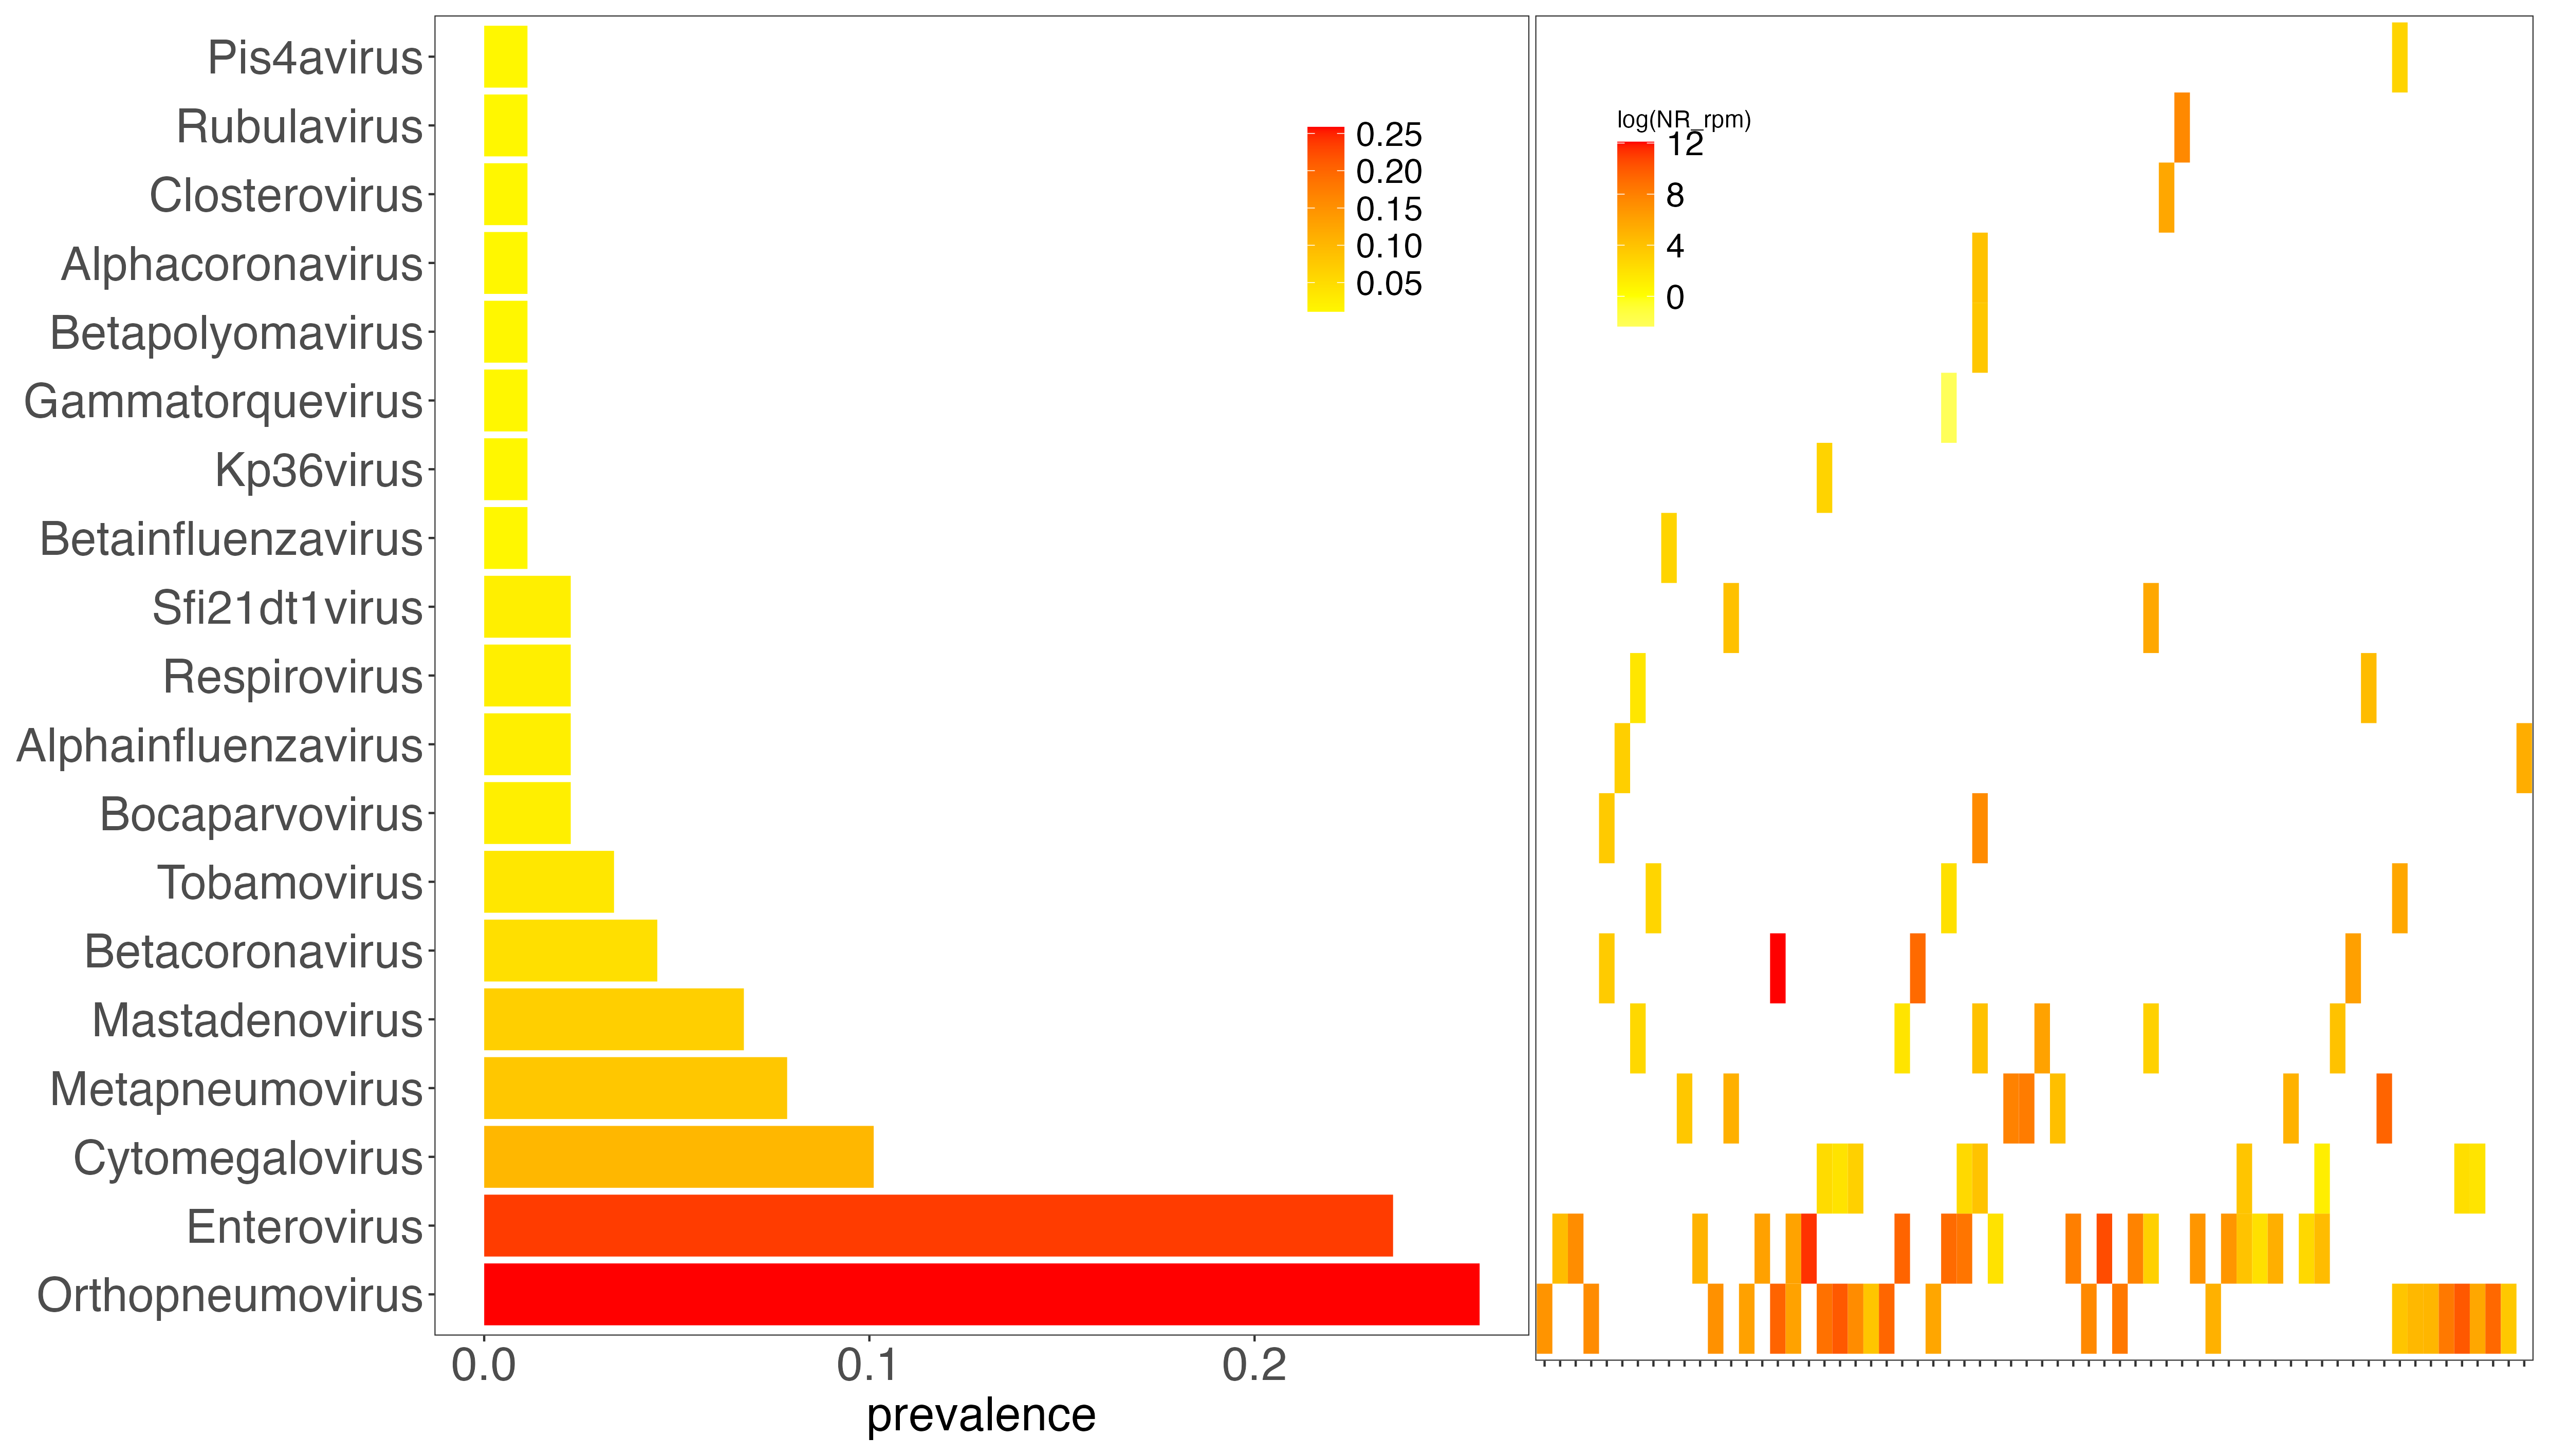 Pis4avirus
Rubulavirus
Closterovirus
Alphacoronavirus
Betapolyomavirus
Gammatorquevirus
Kp36virus
Betainfluenzavirus
Sfi21dt1virus
Respirovirus
Alphainfluenzavirus
Bocaparvovirus
Tobamovirus
Betacoronavirus
Mastadenovirus
Metapneumovirus
Cytomegalovirus
Enterovirus
Orthopneumovirus
0.0 0.1 0.2
prevalence
0.25
0.20
0.15
0.10
0.05
log(NR_rpm)
12
8
4
0